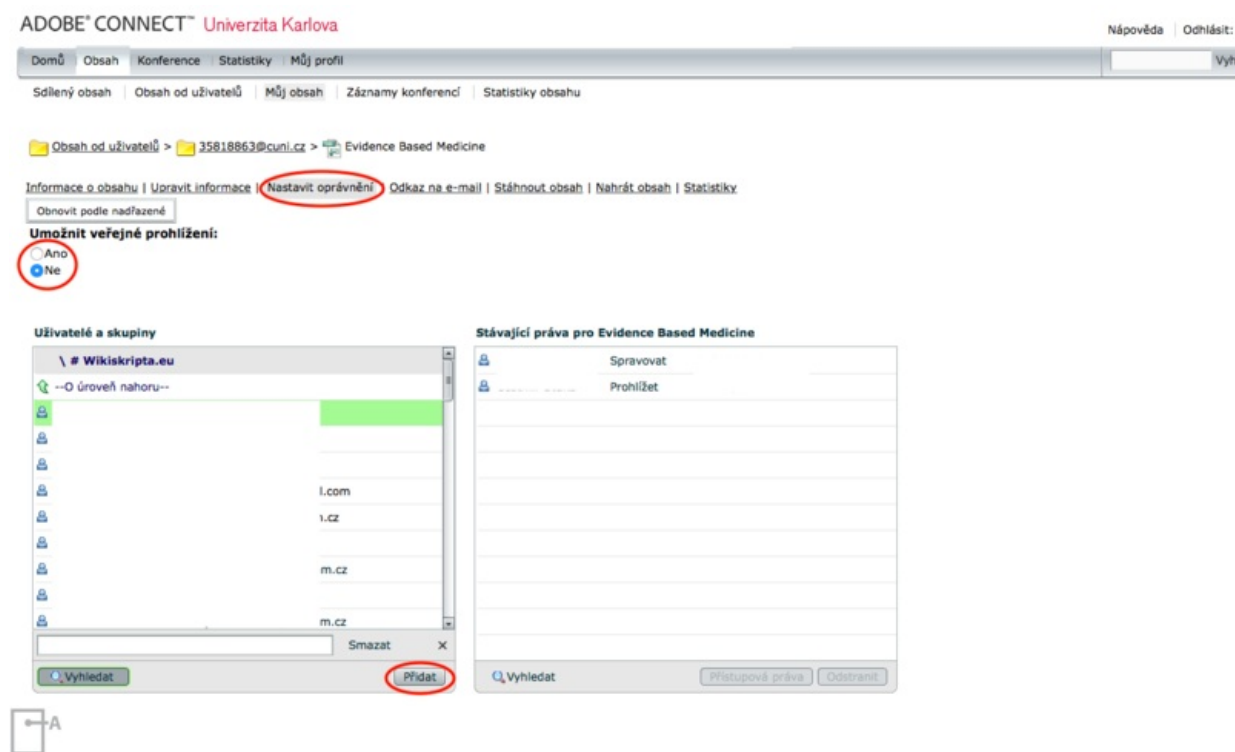 ADOBE® CONNECT™ Univerzita Karlova
Nápověda Odhlásit:
Domů Obsah Konference Statistiky Můj profil
Sdílený obsah Obsah od uživatelů Můj obsah Záznamy konferencí Statistiky obsahu
Obsah od uživatelů > 35818863@cuni.cz > Evidence Based Medicine
Informace o obsahu | Upravit informace | Nastavit oprávnění | Odkaz na e-mail | Stáhnout obsah | Nahrát obsah | Statistiky
Obnovit podle nadřazené
Umožnit veřejné prohlížení:
Ano
Ne
Uživatelé a skupiny
\ # Wikiskripta.eu
--O úroveň nahoru--
l.com
.cz
m.cz
m.cz
Smazat X
Vyhledat Přidat
Stávající práva pro Evidence Based Medicine
Spravovat
Prohlížet
Vyhledat Přístupová práva Odstranit
A